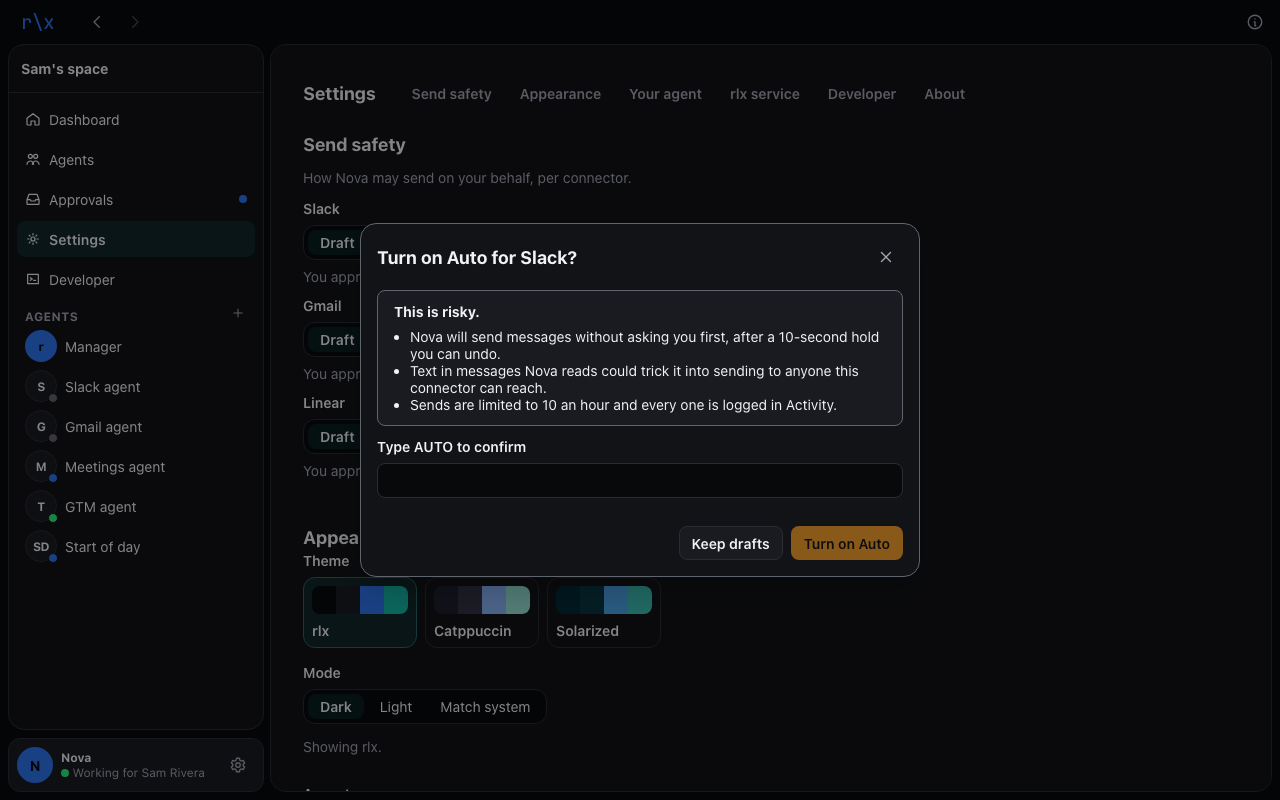 r\x
Sam's space
Dashboard
Agents
Approvals
Settings
Developer
AGENTS
r Manager
S Slack agent
G Gmail agent
M Meetings agent
T GTM agent
SD Start of day
N Nova
Working for Sam Rivera
Settings Send safety Appearance Your agent rlx service Developer About
Send safety
How Nova may send on your behalf, per connector.
Slack
Draft
You appr
Gmail
Draft
You appr
Linear
Draft
You appr
Turn on Auto for Slack?
This is risky.
• Nova will send messages without asking you first, after a 10-second hold
you can undo.
• Text in messages Nova reads could trick it into sending to anyone this
connector can reach.
• Sends are limited to 10 an hour and every one is logged in Activity.
Type AUTO to confirm
Keep drafts Turn on Auto
Appea
Theme
rlx Catppuccin Solarized
Mode
Dark Light Match system
Showing rlx.